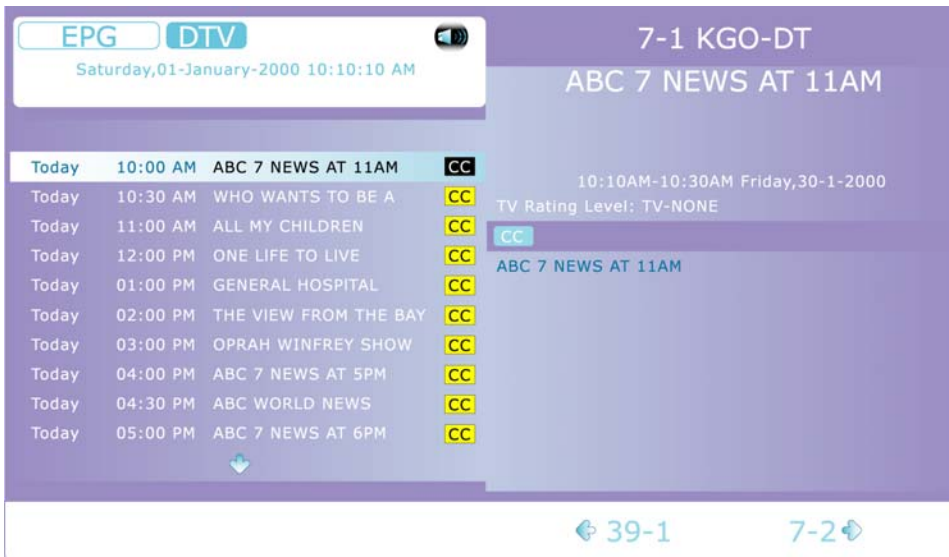 EPG DTV
Saturday,01-January-2000 10:10:10 AM
Today 10:00 AM ABC 7 NEWS AT 11AM CC
Today 10:30 AM WHO WANTS TO BE A CC
Today 11:00 AM ALL MY CHILDREN CC
Today 12:00 PM ONE LIFE TO LIVE CC
Today 01:00 PM GENERAL HOSPITAL CC
Today 02:00 PM THE VIEW FROM THE BAY CC
Today 03:00 PM OPRAH WINFREY SHOW CC
Today 04:00 PM ABC 7 NEWS AT 5PM CC
Today 04:30 PM ABC WORLD NEWS CC
Today 05:00 PM ABC 7 NEWS AT 6PM CC
7-1 KGO-DT
ABC 7 NEWS AT 11AM
10:10AM-10:30AM Friday,30-1-2000
TV Rating Level: TV-NONE
CC
ABC 7 NEWS AT 11AM
39-1 7-2